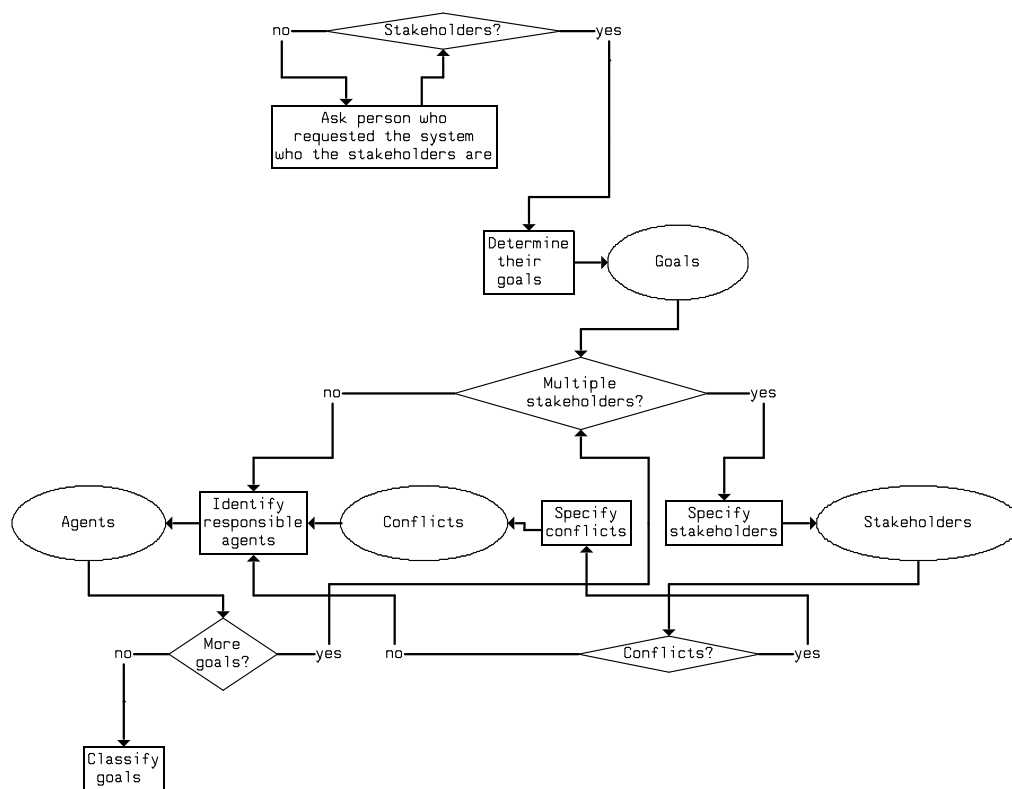 no
Stakeholders?
yes
Ask person who
requested the system
who the stakeholders are
Determine
their
goals
Goals
no
Multiple
stakeholders?
yes
Agents
Identify
responsible
agents
Conflicts
Specify
conflicts
Specify
stakeholders
Stakeholders
no
More
goals?
yes
no
Conflicts?
yes
Classify
goals